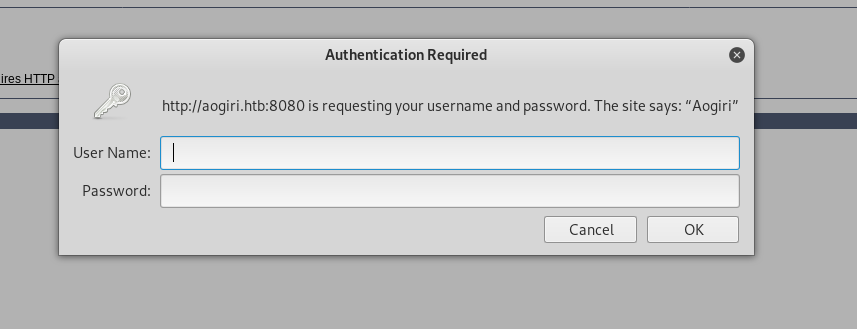 Authentication Required
ires HTTP
http://aogiri.htb:8080 is requesting your username and password. The site says: “Aogiri”
User Name:
Password:
Cancel
OK